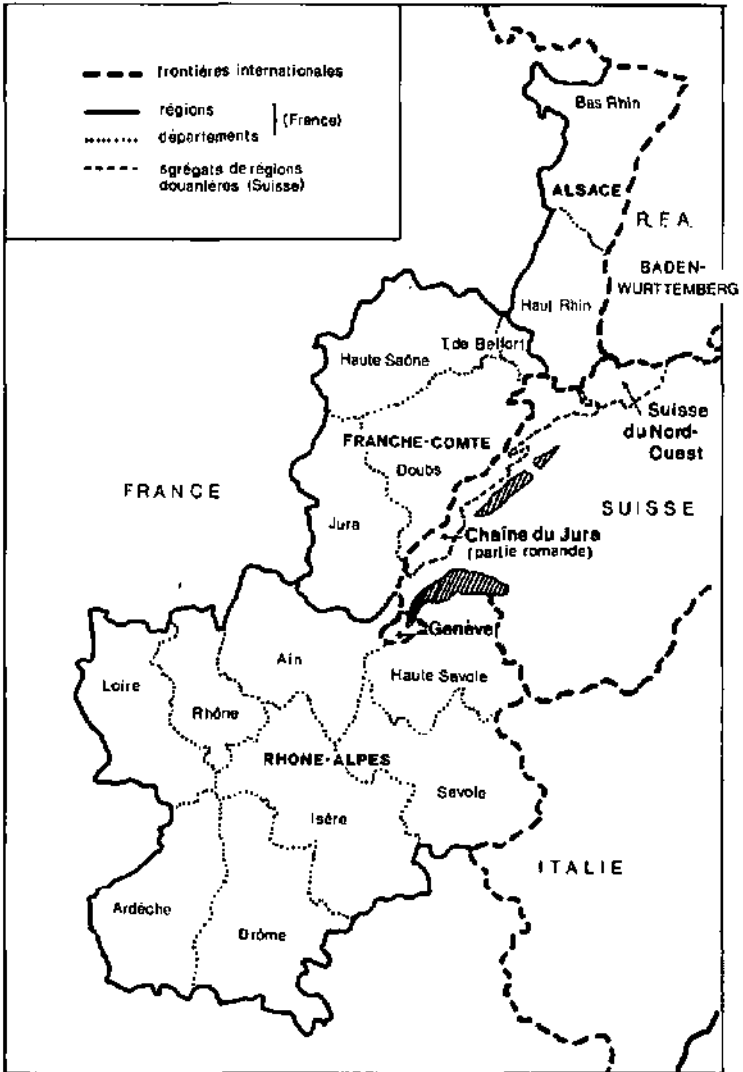 frontiéres internationales
régions
(France)
départements
sgrégats de régions
douanières (Suisse)
Bas Rhin
ALSACE
R.F.A.
BADEN-
WURTTEMBERG
Haut Rhin
T. de Belfort
Haute Saône
Suisse
du Nord-
Ouest
FRANCHE-COMTE
Doubs
FRANCE
SUISSE
Jura
Chaîne du Jura
(partie romande)
Genève
Ain
Loire
Haute Savoie
Rhône
RHONE-ALPES
Savoie
Isère
ITALIE
Ardèche
Drôme